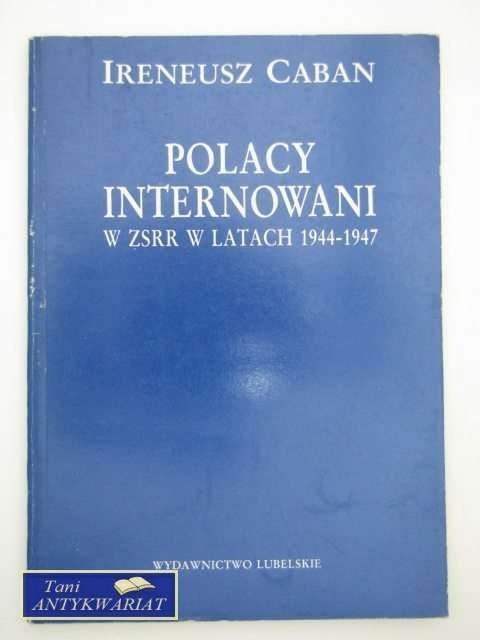 IRENEUSZ CABAN
POLACY
INTERNOWANI
W ZSRR W LATACH 1944-1947
WYDAWNICTWO LUBELSKIE
Tani
ANTYKWARIAT